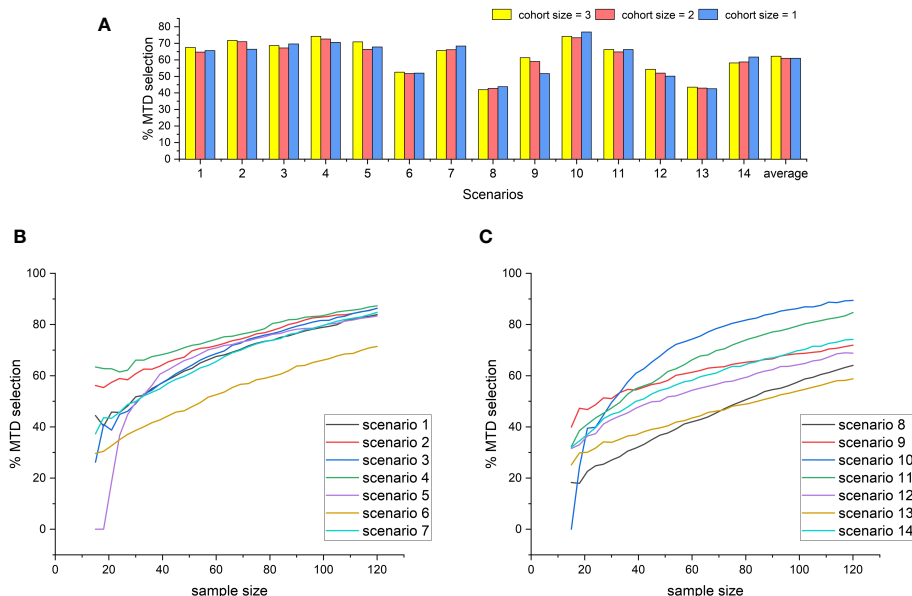 A
cohort size = 3 cohort size = 2 cohort size = 1
% MTD selection
80
70
60
50
40
30
20
10
0
1 2 3 4 5 6 7 8 9 10 11 12 13 14 average
Scenarios
B
% MTD selection
100
80
60
40
20
0
scenario 1
scenario 2
scenario 3
scenario 4
scenario 5
scenario 6
scenario 7
0 20 40 60 80 100 120
sample size
C
% MTD selection
100
80
60
40
20
0
scenario 8
scenario 9
scenario 10
scenario 11
scenario 12
scenario 13
scenario 14
0 20 40 60 80 100 120
sample size